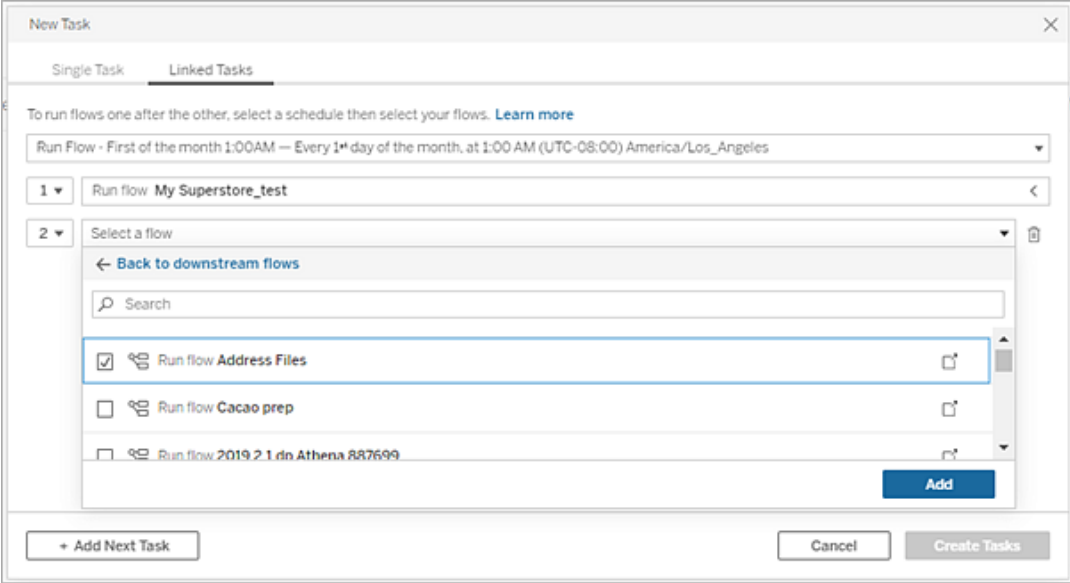 New Task
Single Task Linked Tasks
To run flows one after the other, select a schedule then select your flows. Learn more
Run Flow - First of the month 1:00AM — Every 1st day of the month, at 1:00 AM (UTC-08:00) America/Los_Angeles
1 Run flow My Superstore_test
2 Select a flow
Back to downstream flows
Search
Run flow Address Files
Run flow Cacao prep
Run flow 2019 2 1 dp Athena 887699
Add
+ Add Next Task Cancel Create Tasks